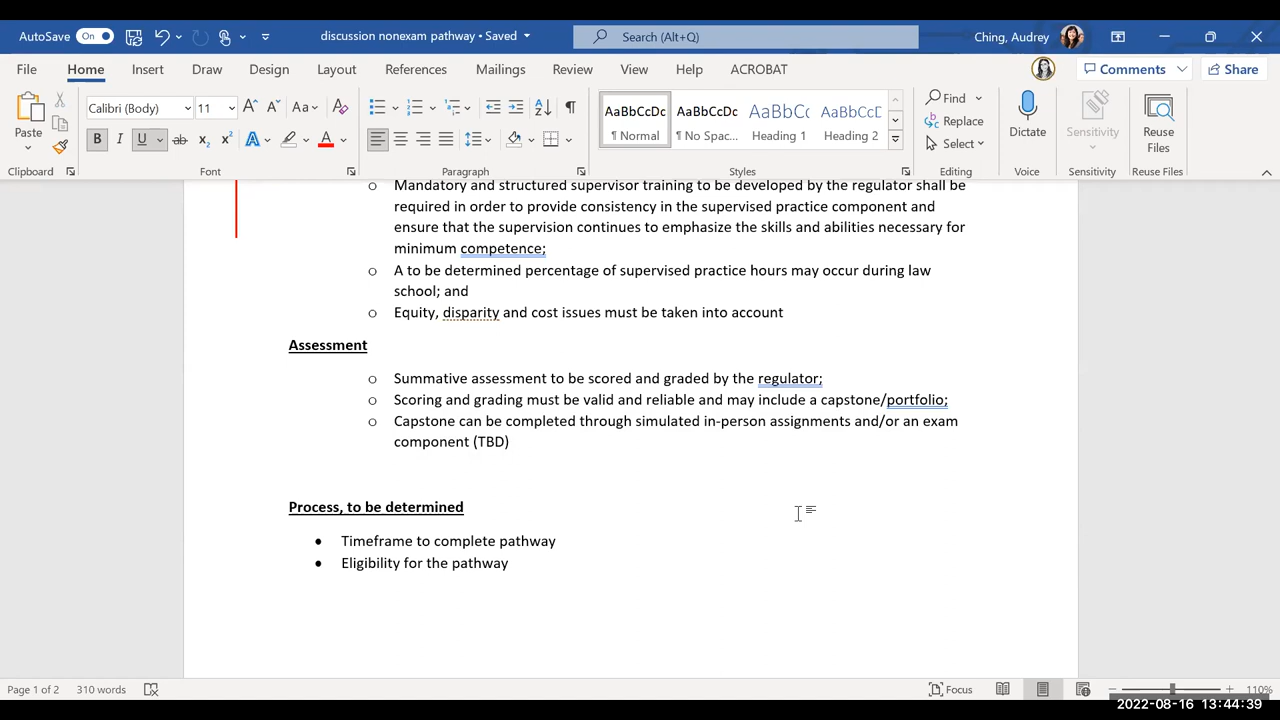 AutoSave On discussion nonexam pathway • Saved Search (Alt+Q) Ching, Audrey
File Home Insert Draw Design Layout References Mailings Review View Help ACROBAT Comments Share
Paste
Calibri (Body) 11 Aa
B I U ab x₂ x² A A
AaBbCcDc AaBbCcDc AaBbCc AaBbCcD
¶ Normal ¶ No Spac... Heading 1 Heading 2
Find
Replace
Select
Dictate
Sensitivity
Reuse
Files
Clipboard Font Paragraph Styles Editing Voice Sensitivity Reuse Files
o Mandatory and structured supervisor training to be developed by the regulator shall be
required in order to provide consistency in the supervised practice component and
ensure that the supervision continues to emphasize the skills and abilities necessary for
minimum competence;
o A to be determined percentage of supervised practice hours may occur during law
school; and
o Equity, disparity and cost issues must be taken into account
Assessment
o Summative assessment to be scored and graded by the regulator;
o Scoring and grading must be valid and reliable and may include a capstone/portfolio;
o Capstone can be completed through simulated in-person assignments and/or an exam
component (TBD)
Process, to be determined
• Timeframe to complete pathway
• Eligibility for the pathway
Page 1 of 2 310 words Focus 110%
2022-08-16 13:44:39